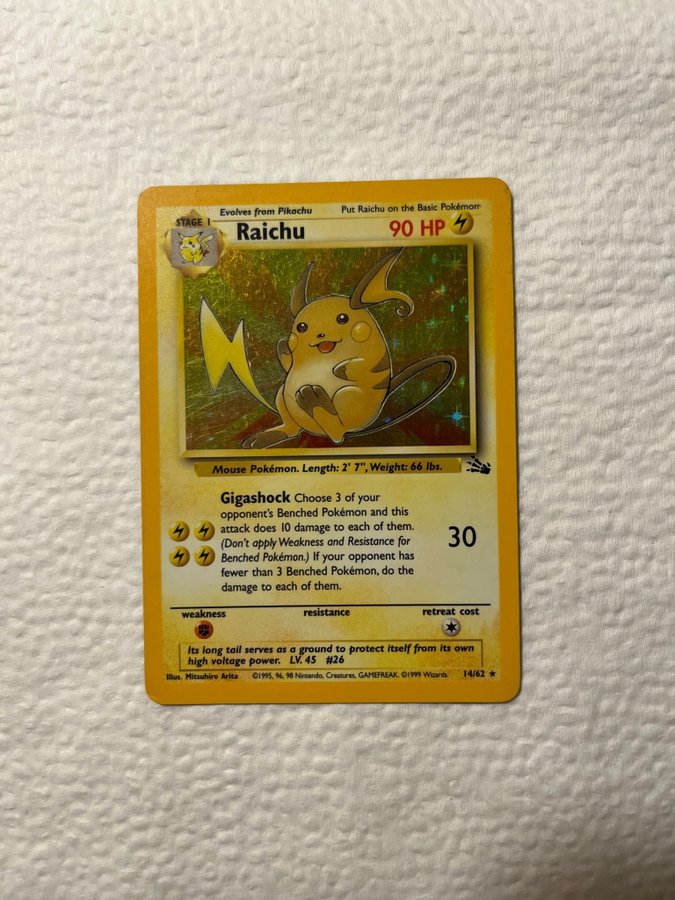 Evolves from Pikachu Put Raichu on the Basic Pokémon
STAGE 1
Raichu 90 HP
Mouse Pokémon. Length: 2' 7", Weight: 66 lbs.
Gigashock Choose 3 of your
opponent's Benched Pokémon and this
attack does 10 damage to each of them.
(Don't apply Weakness and Resistance for
Benched Pokémon.) If your opponent has
fewer than 3 Benched Pokémon, do the
damage to each of them.
30
weakness resistance retreat cost
Its long tail serves as a ground to protect itself from its own
high voltage power. LV. 45 #26
Illus. Mitsuhiro Arita ©1995, 96, 98 Nintendo, Creatures, GAMEFREAK. ©1999 Wizards. 14/62 ★